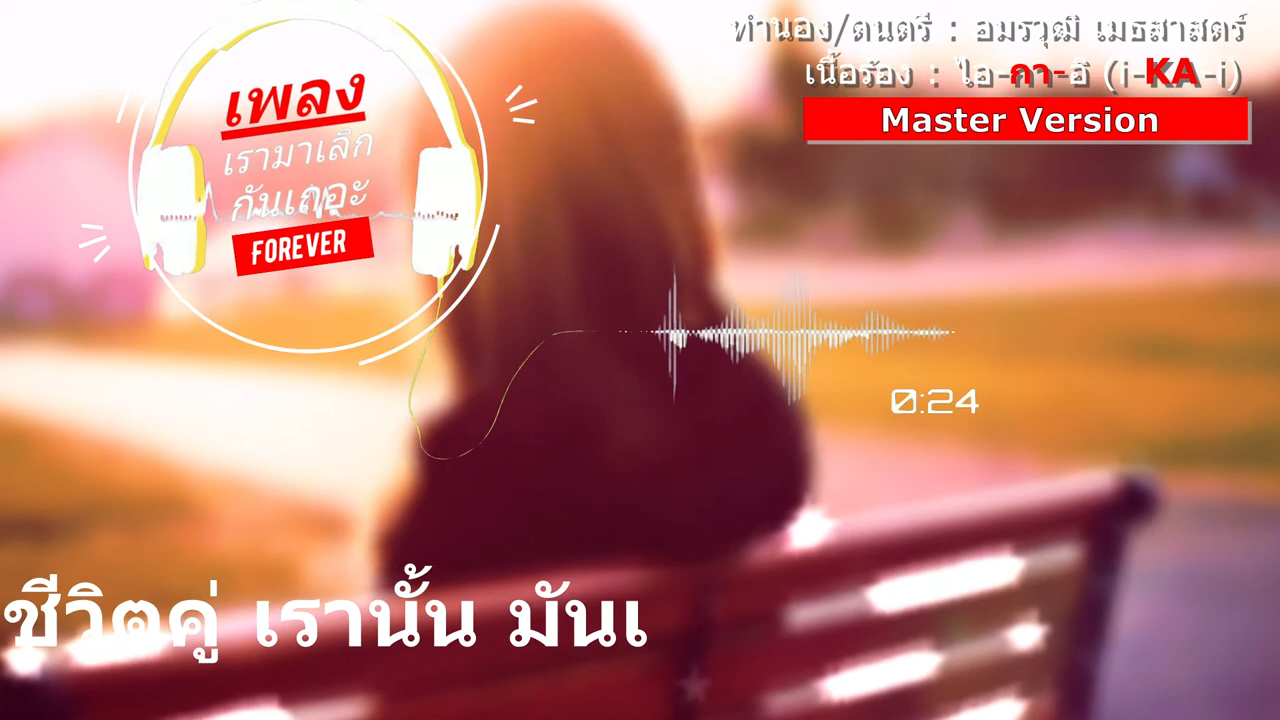 ทำนอง/ดนตรี : อมรวุฒิ เมธสาสตร์
เนื้อร้อง : ไอ-กา-อิ (i-KA-i)
Master Version
เพลง
เรามาเลิก
กันเถอะ
FOREVER
0:24
ชีวิตคู่ เรานั้น มันเ